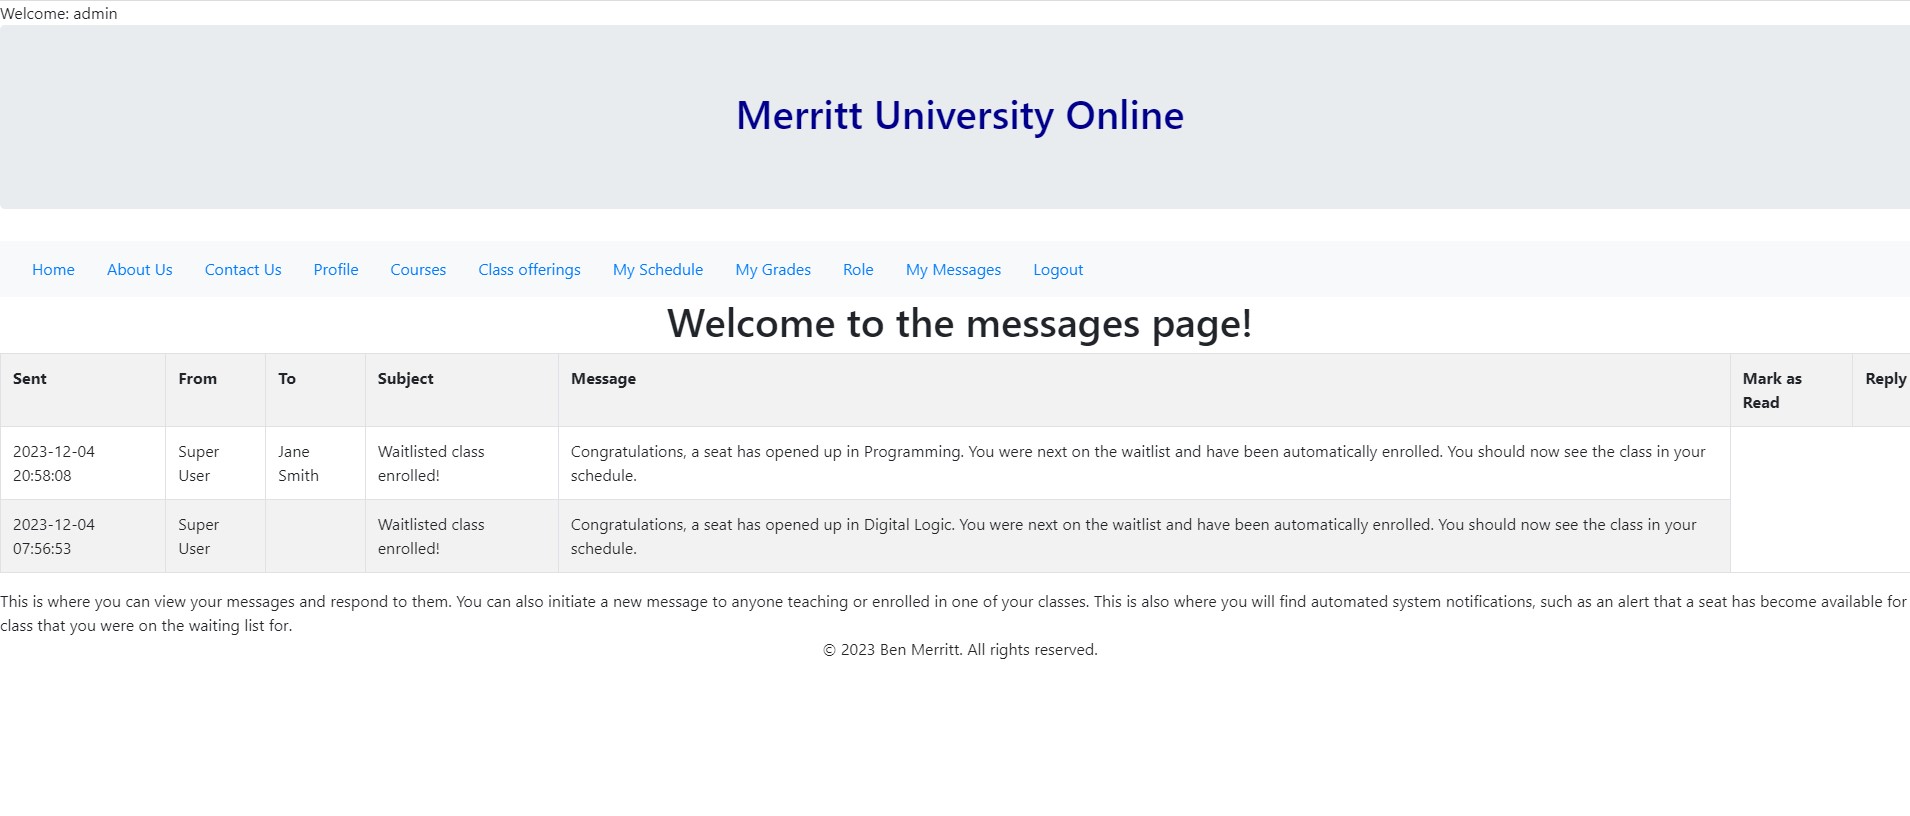 Welcome: admin
Merritt University Online
Home About Us Contact Us Profile Courses Class offerings My Schedule My Grades Role My Messages Logout
Welcome to the messages page!
Sent From To Subject Message Mark as Read Reply
2023-12-04 20:58:08 Super User Jane Smith Waitlisted class enrolled! Congratulations, a seat has opened up in Programming. You were next on the waitlist and have been automatically enrolled. You should now see the class in your schedule.
2023-12-04 07:56:53 Super User Waitlisted class enrolled! Congratulations, a seat has opened up in Digital Logic. You were next on the waitlist and have been automatically enrolled. You should now see the class in your schedule.
This is where you can view your messages and respond to them. You can also initiate a new message to anyone teaching or enrolled in one of your classes. This is also where you will find automated system notifications, such as an alert that a seat has become available for
class that you were on the waiting list for.
© 2023 Ben Merritt. All rights reserved.